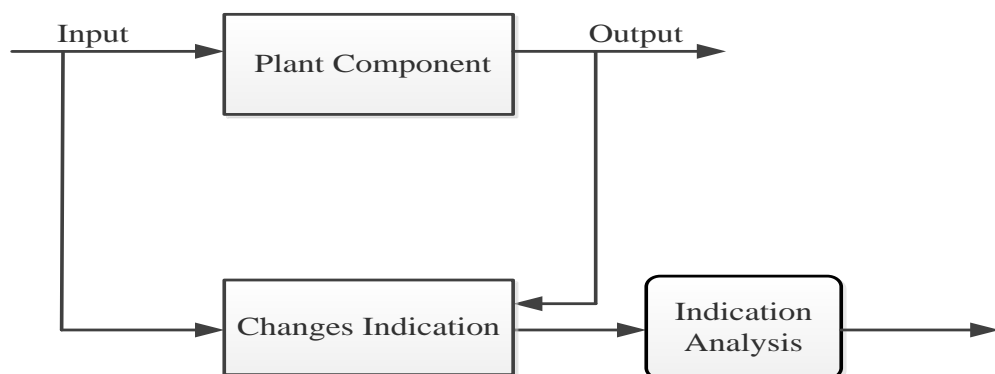 Input
Output
Plant Component
Changes Indication
Indication
Analysis